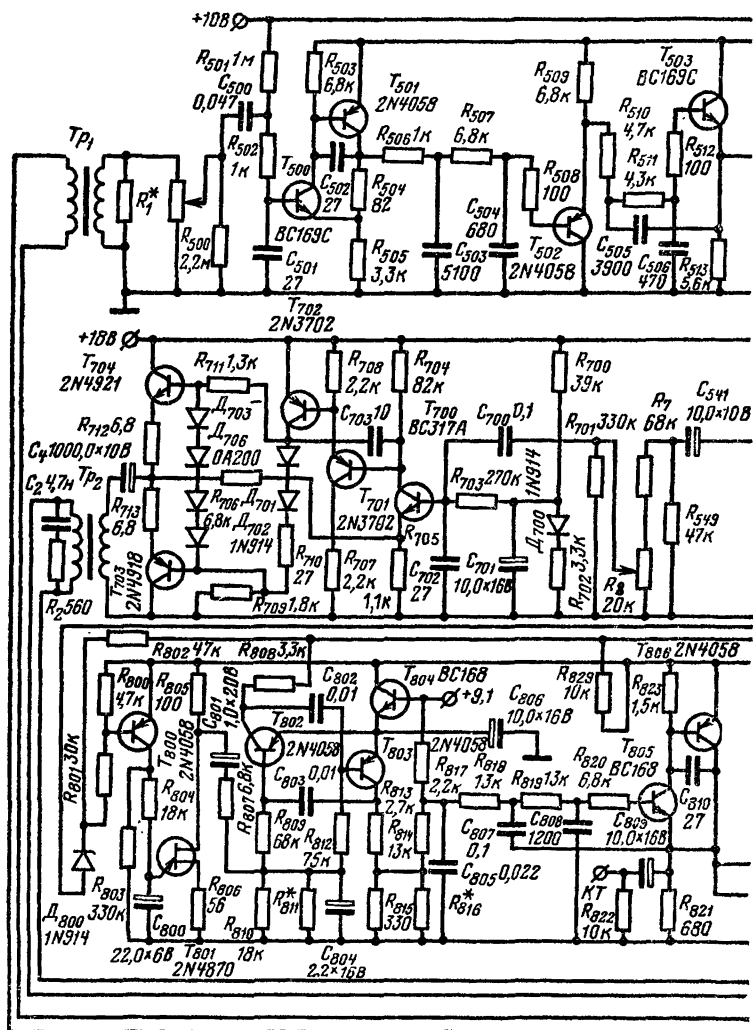 +10В
R501 1м
C500
0,047
R503
6,8к
T501
2N4058
R509
6,8к
T503
BC169C
Tp1
R502
1к
T500
R506 1к
R507
6,8к
R510
4,7к
R1*
C502
27
R504
82
R508
100
R511
4,3к
R512
100
R500
2,2м
BC169C
C501
27
R505
3,3к
C503
5100
C504
680
T502
2N4058
C505
3900
C506
470
R513
5,6к
T702
2N3702
+18В
T704
2N4921
R711 1,3к
R708
2,2к
R704
82к
R700
39к
Д703
C703 10
T700
BC317A
C700 0,1
R701 330к
R7
68к
C541
10,0×10В
R712 6,8
Д706
0А200
C4 1000,0×10В
C2 4,7н
Tp2
R703 270к
1N914
R713
6,8
R706
6,8к
Д701
Д702
1N914
T701
2N3702
R705
Д700
R549
47к
T703
2N4918
R710
27
R707
2,2к
C702
27
C701
10,0×16В
R702 3,3к
R8
20к
R2 560
R709 1,8к
1,1к
R802 47к
R808 3,3к
T806 2N4058
R800
4,7к
R805
100
C801
1,0×20В
C802
0,01
T804
BC168
+9,1
R829
10к
R823
1,5к
T802
C806
10,0×16В
R801 30к
T800
2N4058
2N4058
T803
2N4058
T805
BC168
R804
18к
R807 6,8к
C803
0,01
R813
2,7к
R817
2,2к
R818
13к
R819 13к
R820
6,8к
R809
68к
R812
75к
R814
13к
C807
0,1
C808
1200
C809
10,0×16В
C810
27
R803
330к
R806
56
R811*
C805 0,022
R816*
КТ
Д800
1N914
C800
22,0×6В
T801
2N4870
R810
18к
C804
2,2×16В
R815
330
R822
10к
R821
680